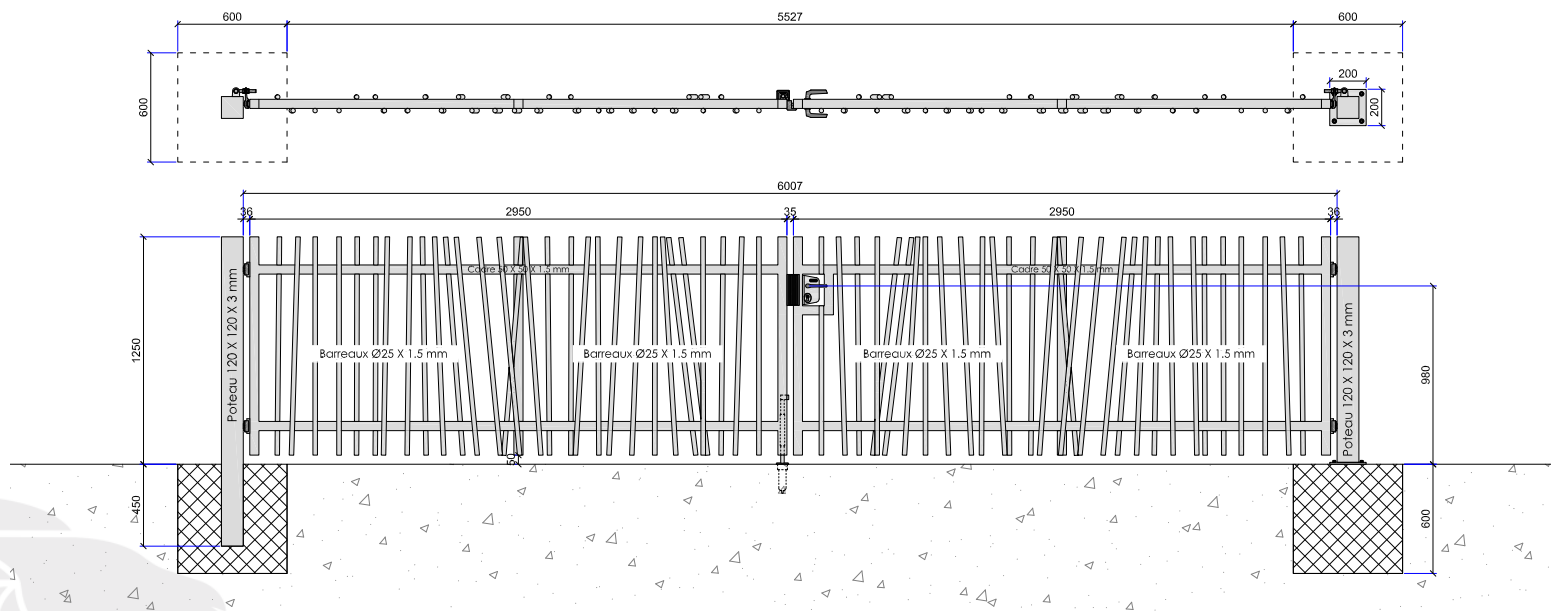 600
5527
600
600
200
200
6007
36
2950
35
2950
36
Cadre 50 X 50 X 1.5 mm
Cadre 50 X 50 X 1.5 mm
1250
Poteau 120 X 120 X 3 mm
Barreaux Ø25 X 1.5 mm
Barreaux Ø25 X 1.5 mm
Barreaux Ø25 X 1.5 mm
Barreaux Ø25 X 1.5 mm
Poteau 120 X 120 X 3 mm
980
50
450
600